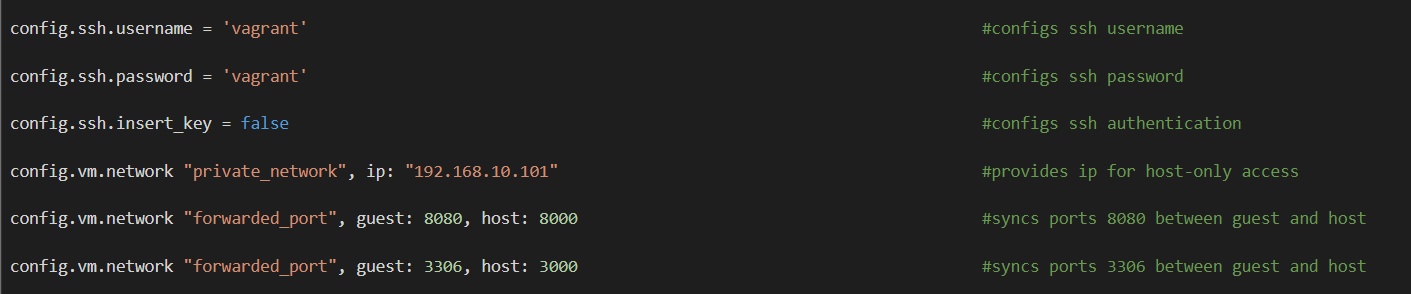 config.ssh.username = 'vagrant' #configs ssh username
config.ssh.password = 'vagrant' #configs ssh password
config.ssh.insert_key = false #configs ssh authentication
config.vm.network "private_network", ip: "192.168.10.101" #provides ip for host-only access
config.vm.network "forwarded_port", guest: 8080, host: 8000 #syncs ports 8080 between guest and host
config.vm.network "forwarded_port", guest: 3306, host: 3000 #syncs ports 3306 between guest and host